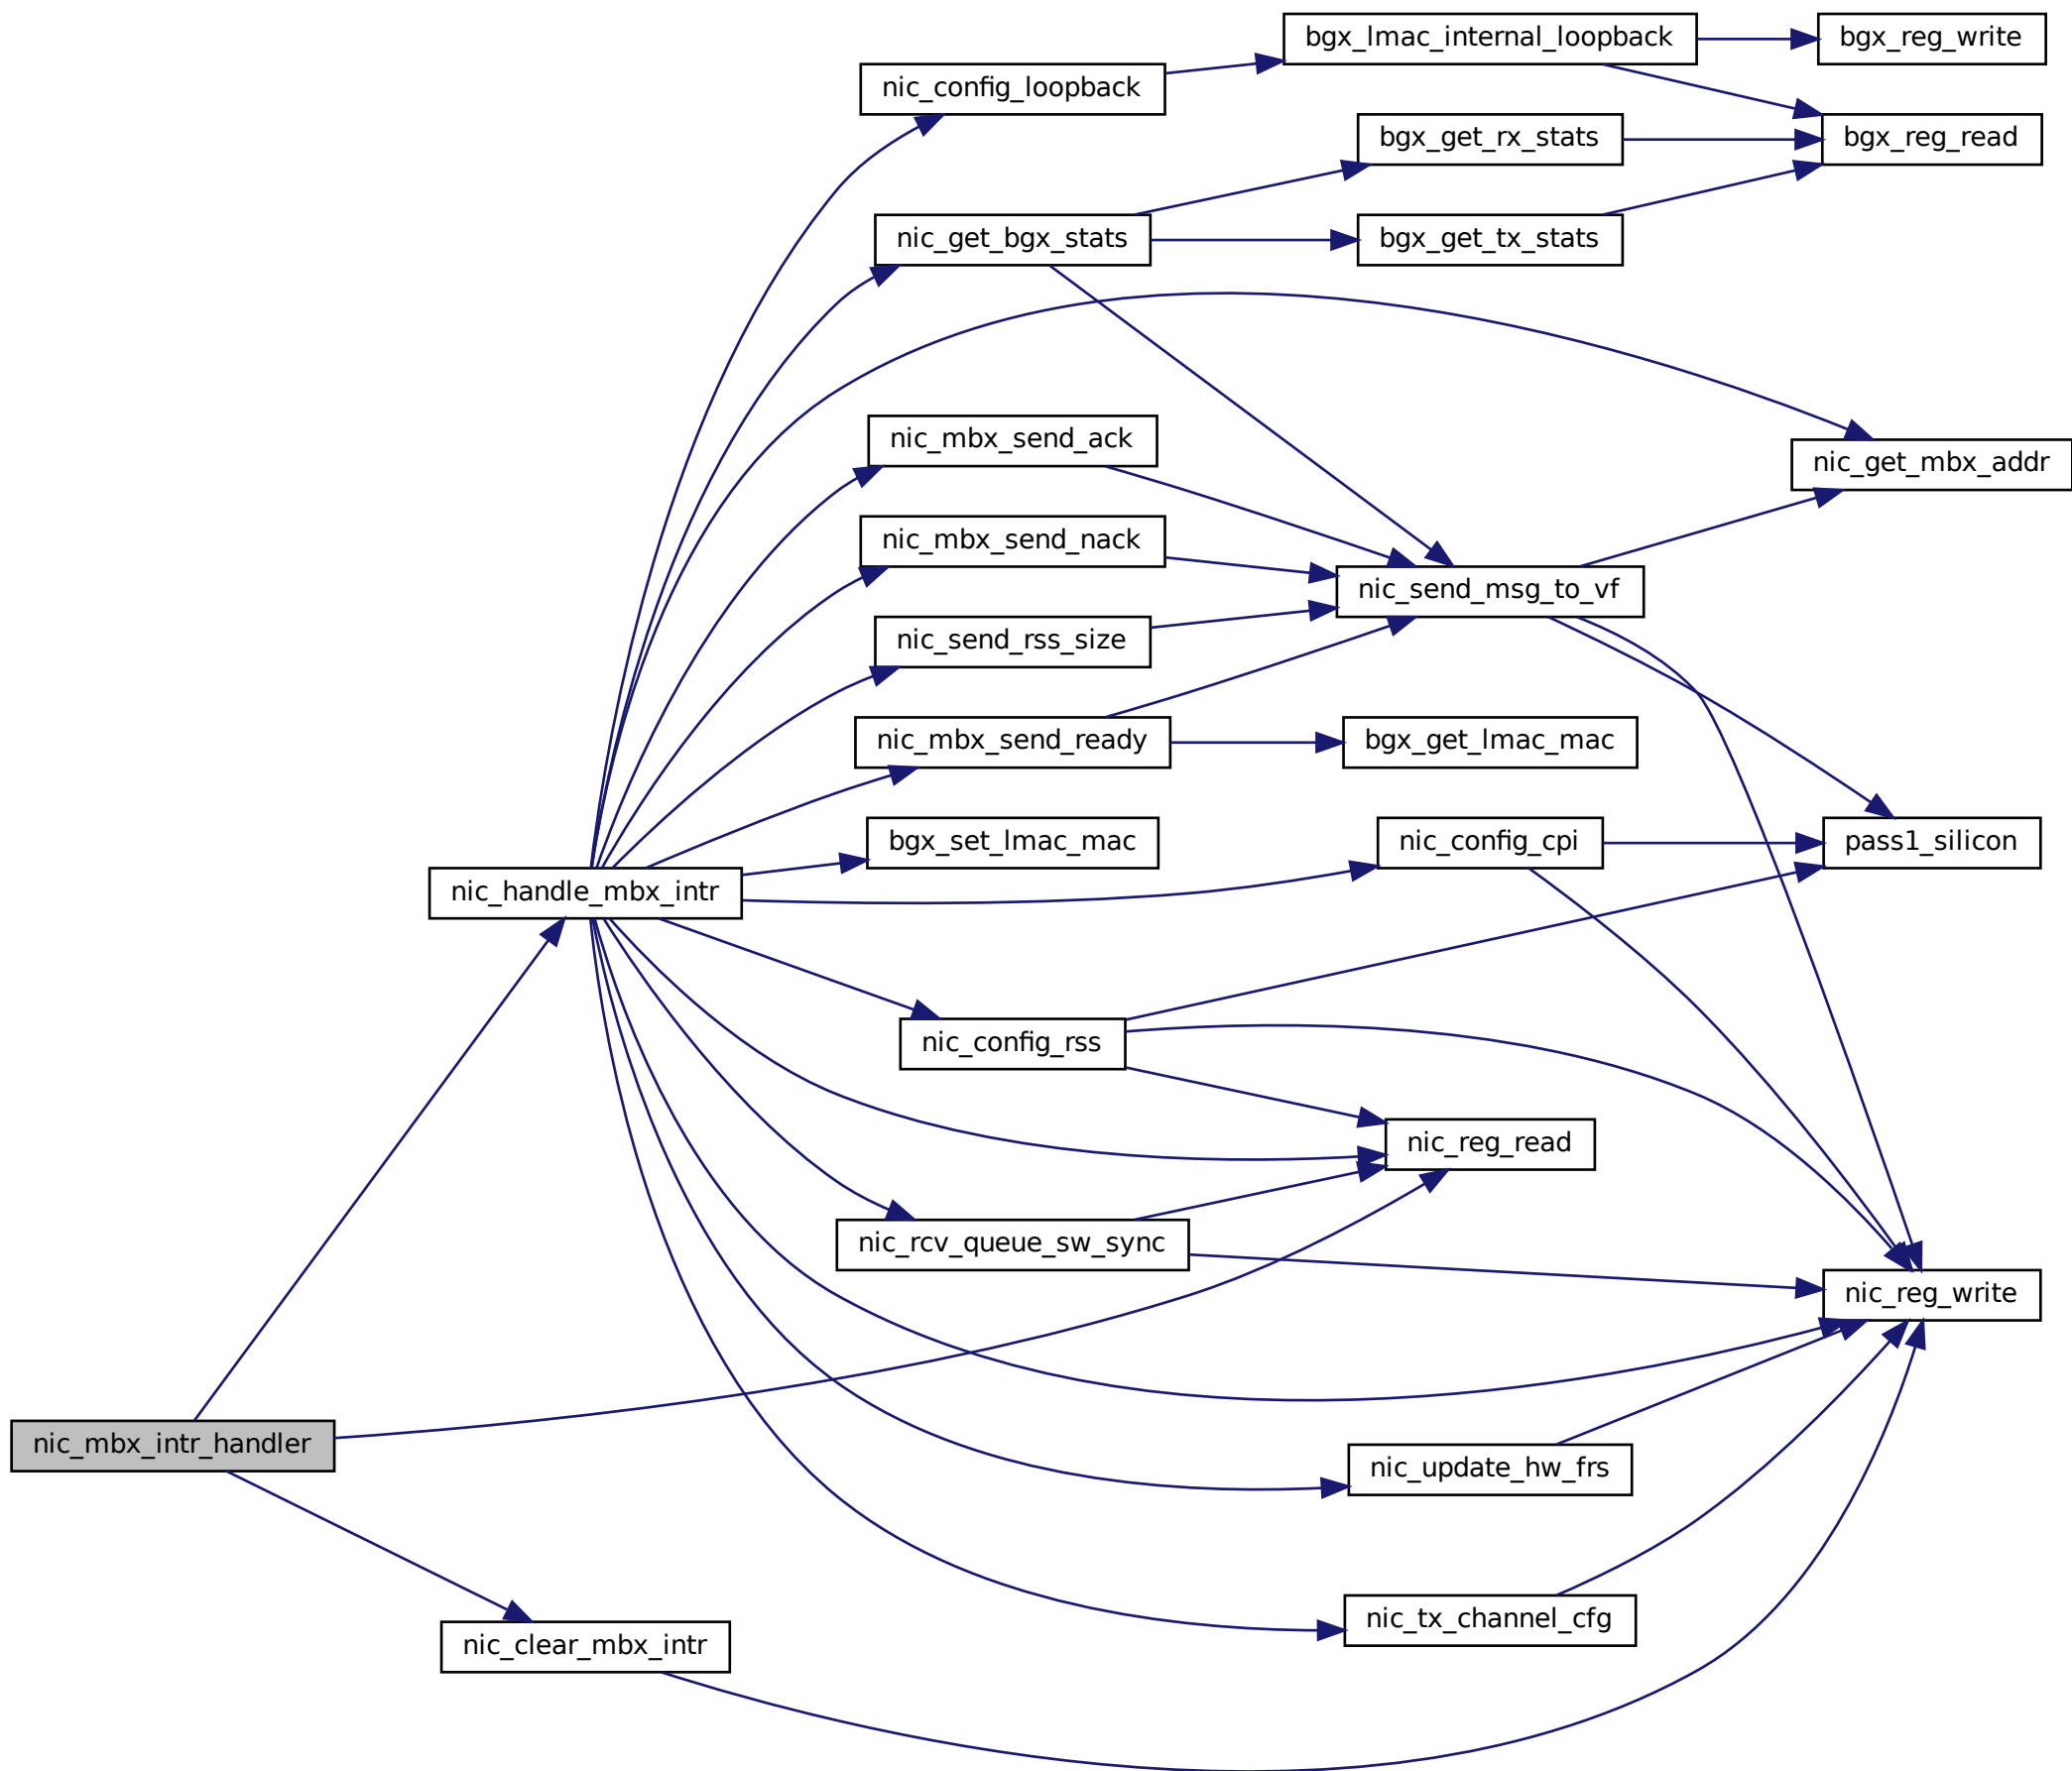 bgx_lmac_internal_loopback
bgx_reg_write
nic_config_loopback
bgx_get_rx_stats
bgx_reg_read
nic_get_bgx_stats
bgx_get_tx_stats
nic_mbx_send_ack
nic_get_mbx_addr
nic_mbx_send_nack
nic_send_msg_to_vf
nic_send_rss_size
nic_mbx_send_ready
bgx_get_lmac_mac
bgx_set_lmac_mac
nic_config_cpi
pass1_silicon
nic_handle_mbx_intr
nic_config_rss
nic_reg_read
nic_rcv_queue_sw_sync
nic_reg_write
nic_mbx_intr_handler
nic_update_hw_frs
nic_tx_channel_cfg
nic_clear_mbx_intr